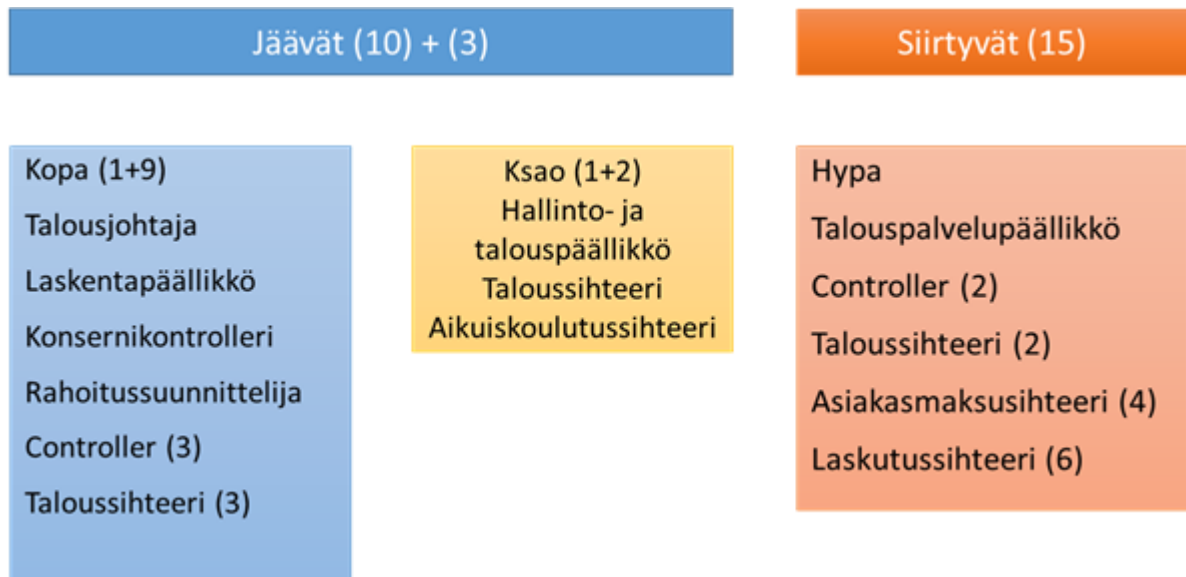 Jäävät (10) + (3)
Siirtyvät (15)
Kopa (1+9)
Talousjohtaja
Laskentapäällikkö
Konsernikontrolleri
Rahoitussuunnittelija
Controller (3)
Taloussihteeri (3)
Ksao (1+2)
Hallinto- ja
talouspäällikkö
Taloussihteeri
Aikuiskoulutussihteeri
Hypa
Talouspalvelupäällikkö
Controller (2)
Taloussihteeri (2)
Asiakasmaksusihteeri (4)
Laskutussihteeri (6)